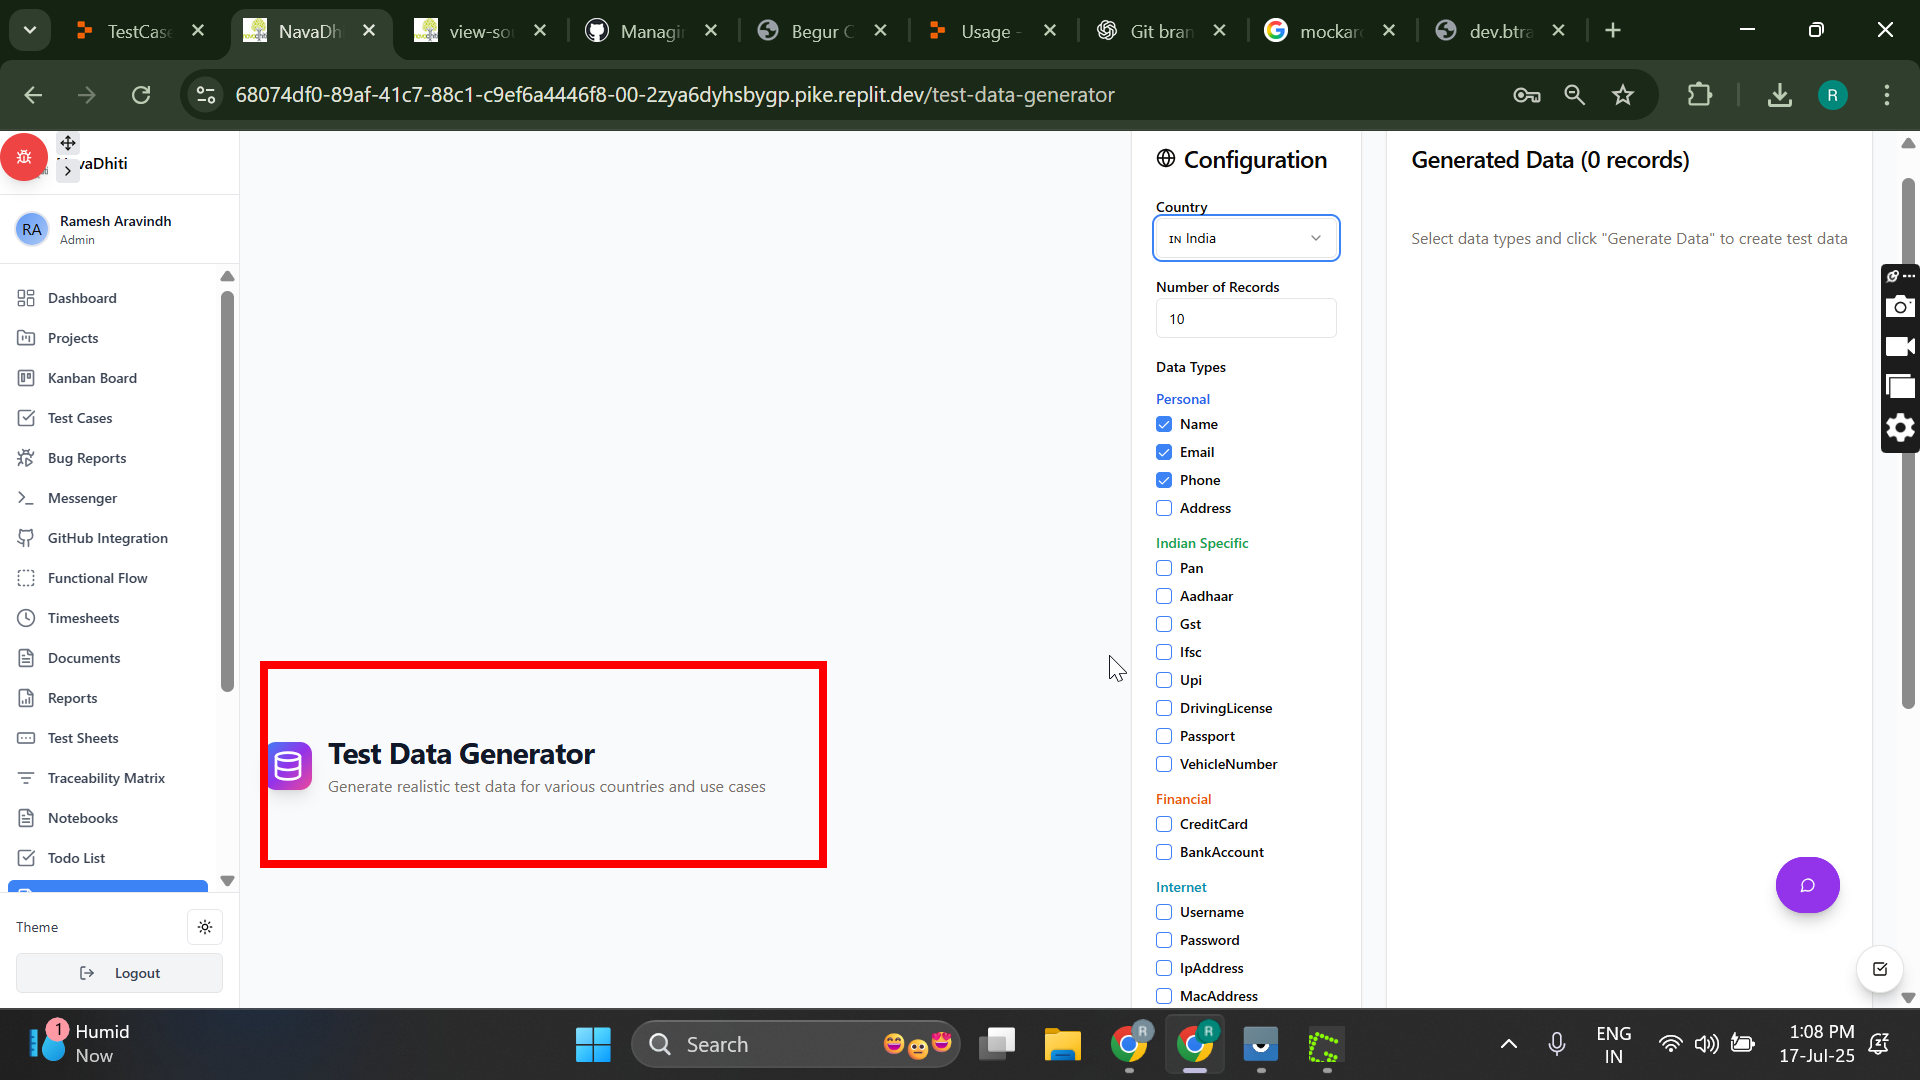 TestCas
NavaDh
view-so
Managin
Begur C
Usage -
Git bran
mockar
dev.btra
68074df0-89af-41c7-88c1-c9ef6a4446f8-00-2zya6dyhsbygp.pike.replit.dev/test-data-generator
R
vaDhiti
RA
Ramesh Aravindh
Admin
Dashboard
Projects
Kanban Board
Test Cases
Bug Reports
Messenger
GitHub Integration
Functional Flow
Timesheets
Documents
Reports
Test Sheets
Traceability Matrix
Notebooks
Todo List
Theme
Logout
Test Data Generator
Generate realistic test data for various countries and use cases
Configuration
Country
IN India
Number of Records
10
Data Types
Personal
Name
Email
Phone
Address
Indian Specific
Pan
Aadhaar
Gst
Ifsc
Upi
DrivingLicense
Passport
VehicleNumber
Financial
CreditCard
BankAccount
Internet
Username
Password
IpAddress
MacAddress
Generated Data (0 records)
Select data types and click "Generate Data" to create test data
1
Humid
Now
Search
R
R
ENG
IN
1:08 PM
17-Jul-25